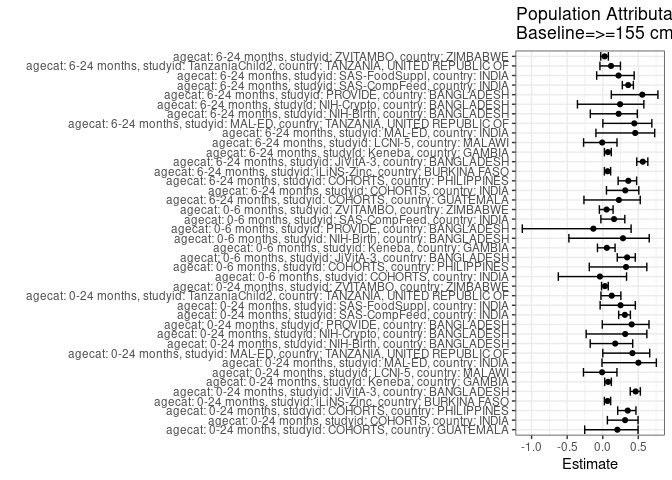 Population Attributa
Baseline=>=155 cm
agecat: 6-24 months, studyid: ZVITAMBO, country: ZIMBABWE
agecat: 6-24 months, studyid: TanzaniaChild2, country: TANZANIA, UNITED REPUBLIC OF
agecat: 6-24 months, studyid: SAS-FoodSuppl, country: INDIA
agecat: 6-24 months, studyid: SAS-CompFeed, country: INDIA
agecat: 6-24 months, studyid: PROVIDE, country: BANGLADESH
agecat: 6-24 months, studyid: NIH-Crypto, country: BANGLADESH
agecat: 6-24 months, studyid: NIH-Birth, country: BANGLADESH
agecat: 6-24 months, studyid: MAL-ED, country: TANZANIA, UNITED REPUBLIC OF
agecat: 6-24 months, studyid: MAL-ED, country: INDIA
agecat: 6-24 months, studyid: LCNI-5, country: MALAWI
agecat: 6-24 months, studyid: Keneba, country: GAMBIA
agecat: 6-24 months, studyid: JiVitA-3, country: BANGLADESH
agecat: 6-24 months, studyid: iLiNS-Zinc, country: BURKINA FASO
agecat: 6-24 months, studyid: COHORTS, country: PHILIPPINES
agecat: 6-24 months, studyid: COHORTS, country: INDIA
agecat: 6-24 months, studyid: COHORTS, country: GUATEMALA
agecat: 0-6 months, studyid: ZVITAMBO, country: ZIMBABWE
agecat: 0-6 months, studyid: SAS-CompFeed, country: INDIA
agecat: 0-6 months, studyid: PROVIDE, country: BANGLADESH
agecat: 0-6 months, studyid: NIH-Birth, country: BANGLADESH
agecat: 0-6 months, studyid: Keneba, country: GAMBIA
agecat: 0-6 months, studyid: JiVitA-3, country: BANGLADESH
agecat: 0-6 months, studyid: COHORTS, country: PHILIPPINES
agecat: 0-6 months, studyid: COHORTS, country: INDIA
agecat: 0-24 months, studyid: ZVITAMBO, country: ZIMBABWE
agecat: 0-24 months, studyid: TanzaniaChild2, country: TANZANIA, UNITED REPUBLIC OF
agecat: 0-24 months, studyid: SAS-FoodSuppl, country: INDIA
agecat: 0-24 months, studyid: SAS-CompFeed, country: INDIA
agecat: 0-24 months, studyid: PROVIDE, country: BANGLADESH
agecat: 0-24 months, studyid: NIH-Crypto, country: BANGLADESH
agecat: 0-24 months, studyid: NIH-Birth, country: BANGLADESH
agecat: 0-24 months, studyid: MAL-ED, country: TANZANIA, UNITED REPUBLIC OF
agecat: 0-24 months, studyid: MAL-ED, country: INDIA
agecat: 0-24 months, studyid: LCNI-5, country: MALAWI
agecat: 0-24 months, studyid: Keneba, country: GAMBIA
agecat: 0-24 months, studyid: JiVitA-3, country: BANGLADESH
agecat: 0-24 months, studyid: iLiNS-Zinc, country: BURKINA FASO
agecat: 0-24 months, studyid: COHORTS, country: PHILIPPINES
agecat: 0-24 months, studyid: COHORTS, country: INDIA
agecat: 0-24 months, studyid: COHORTS, country: GUATEMALA
-1.0 -0.5 0.0 0.5
Estimate